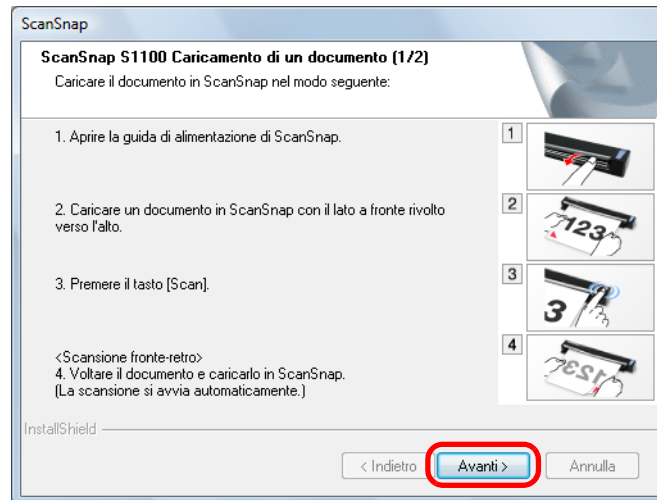 ScanSnap
ScanSnap S1100 Caricamento di un documento (1/2)
Caricare il documento in ScanSnap nel modo seguente:
1. Aprire la guida di alimentazione di ScanSnap.
1
2. Caricare un documento in ScanSnap con il lato a fronte rivolto
verso l'alto.
2
123
3. Premere il tasto [Scan].
3
3
<Scansione fronte-retro>
4. Voltare il documento e caricarlo in ScanSnap.
(La scansione si avvia automaticamente.)
4
123
InstallShield
< Indietro
Avanti >
Annulla